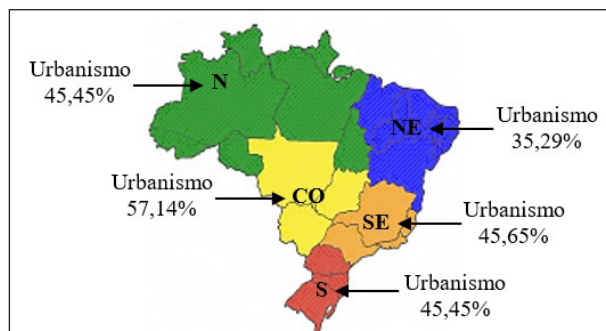 Urbanismo
45,45%
N
NE
Urbanismo
35,29%
Urbanismo
57,14%
CO
SE
Urbanismo
45,65%
S
Urbanismo
45,45%